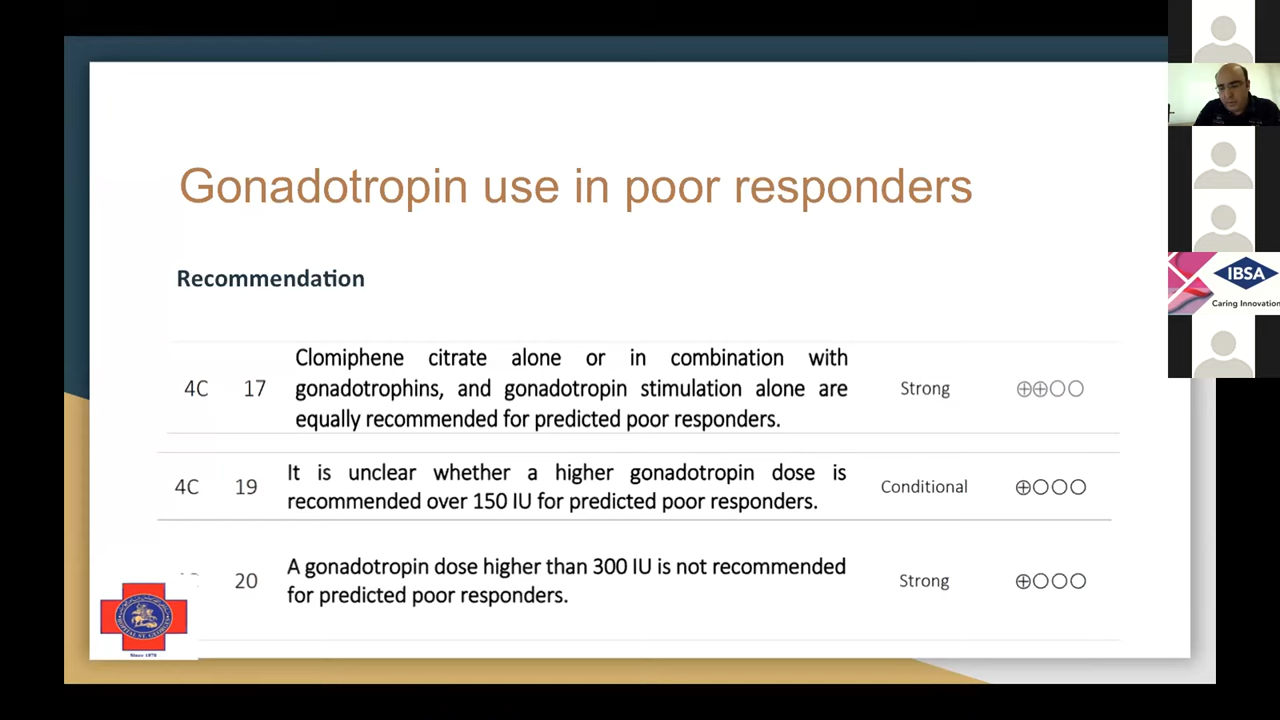 Gonadotropin use in poor responders
Recommendation
Clomiphene citrate alone or in combination with
4C 17 gonadotrophins, and gonadotropin stimulation alone are Strong ⊕⊕○○
equally recommended for predicted poor responders.
It is unclear whether a higher gonadotropin dose is
4C 19 recommended over 150 IU for predicted poor responders. Conditional ⊕○○○
A gonadotropin dose higher than 300 IU is not recommended
20 for predicted poor responders. Strong ⊕○○○
Since 1878
IBSA
Caring Innovation